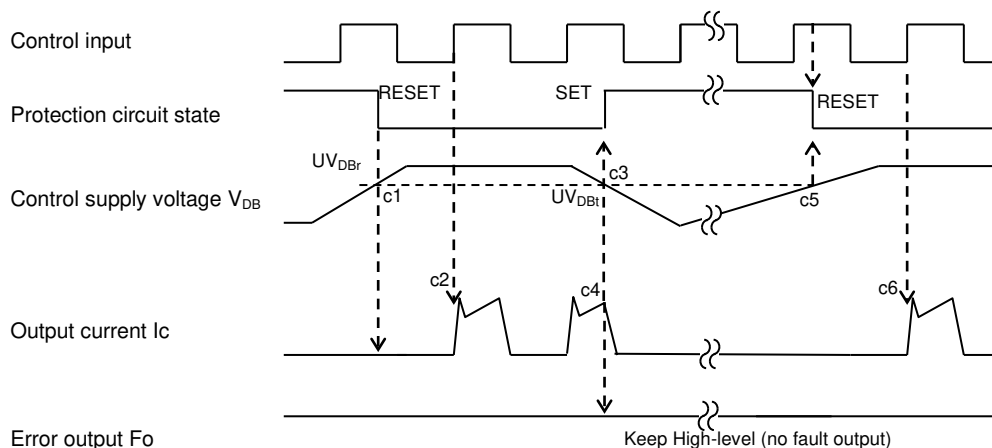 Control input
RESET
SET
RESET
Protection circuit state
UVDBr
c1
c3
Control supply voltage VDB
UVDBt
c5
c2
c4
c6
Output current Ic
Error output Fo
Keep High-level (no fault output)